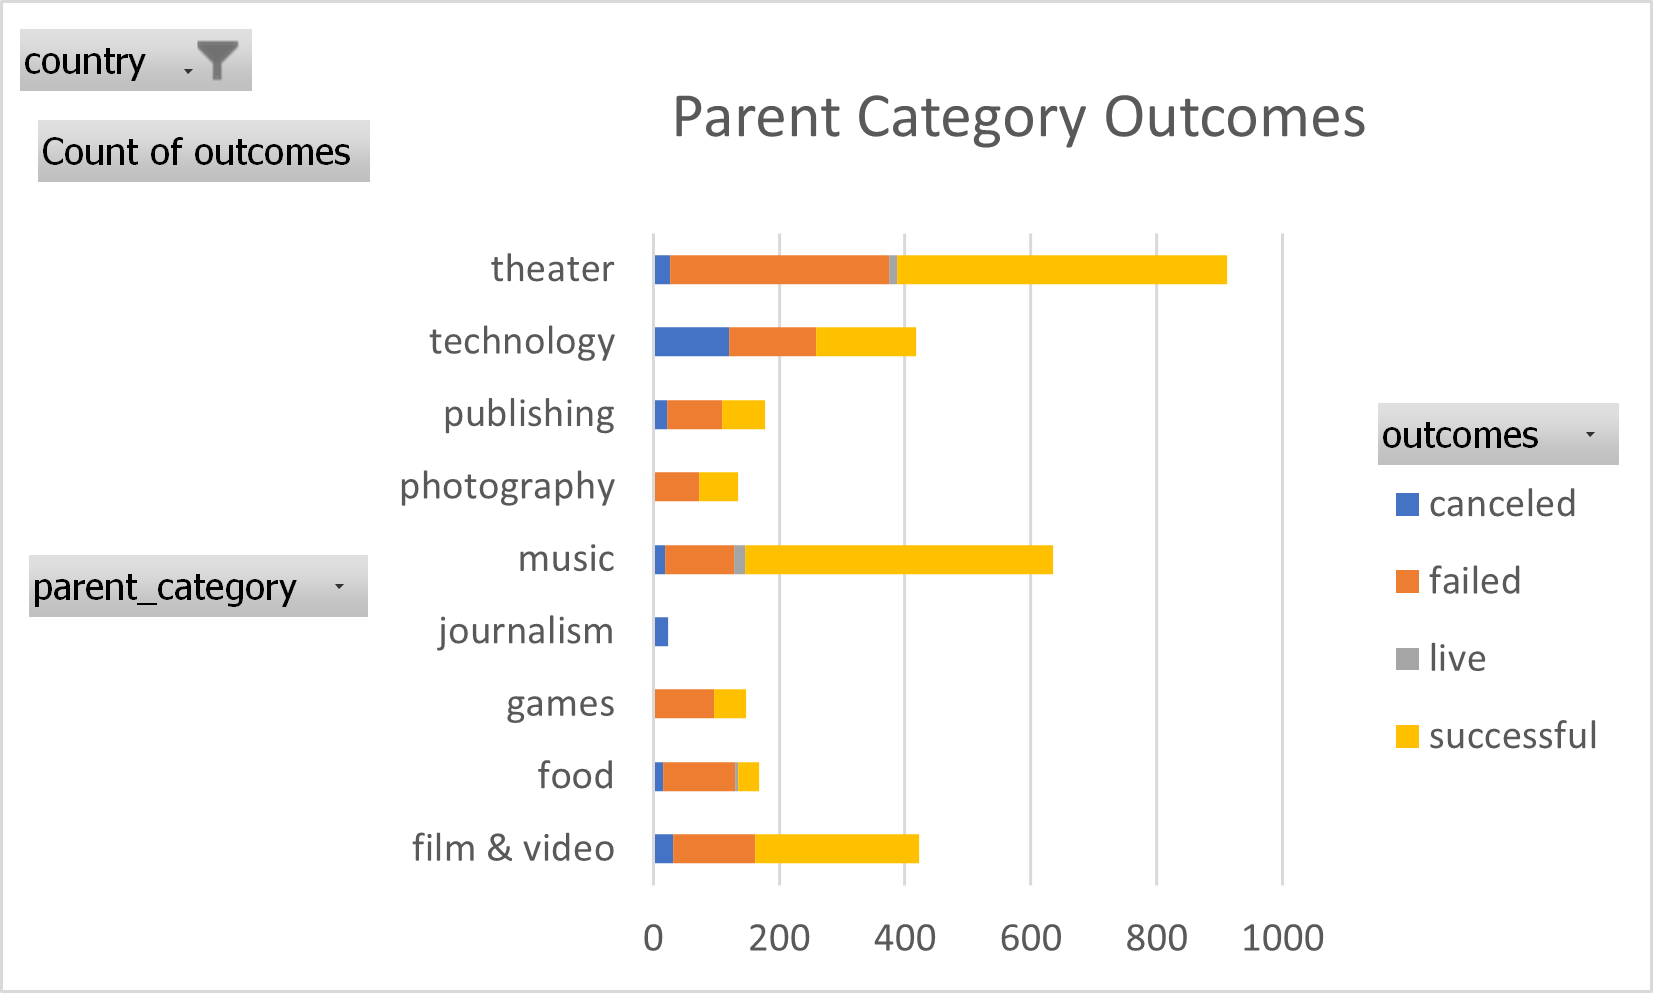 country
Count of outcomes
Parent Category Outcomes
theater
technology
publishing
photography
music
journalism
games
food
film & video
parent_category
0 200 400 600 800 1000
outcomes
canceled
failed
live
successful